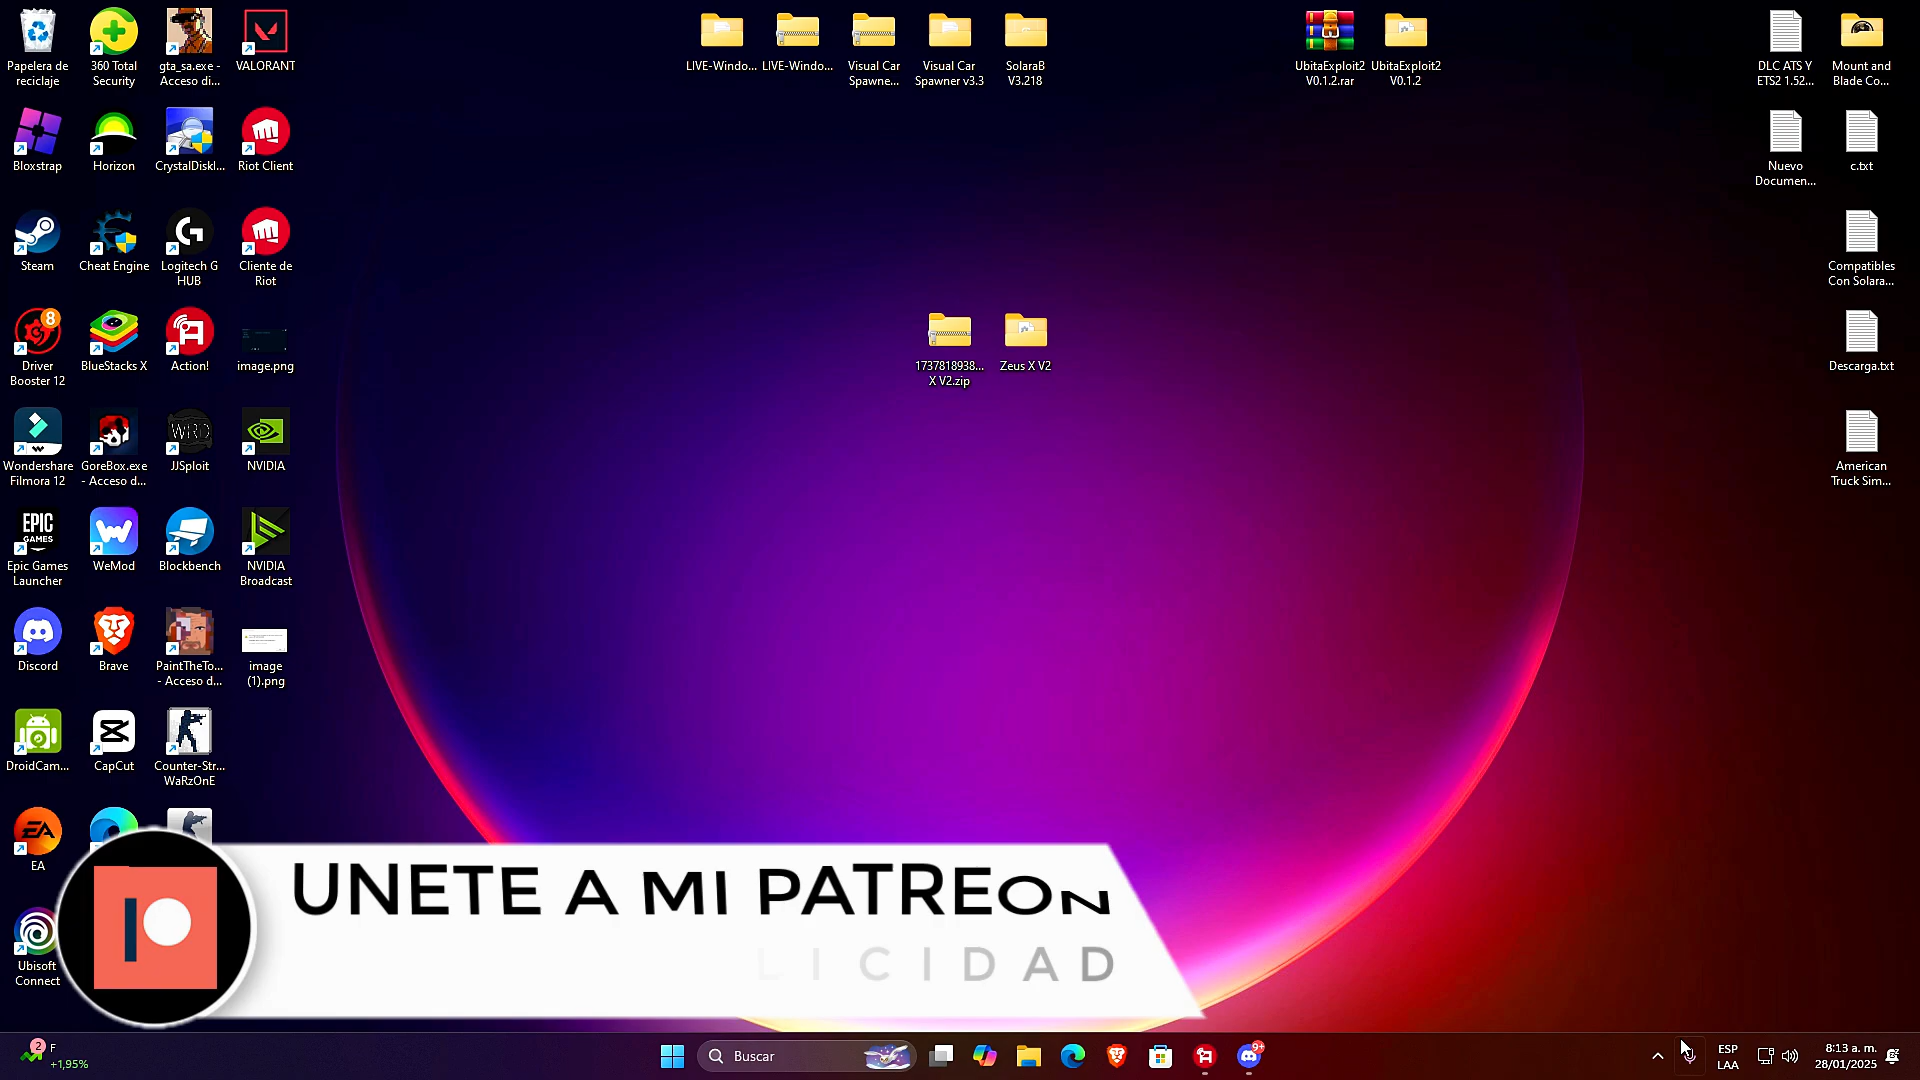 Papelera de
reciclaje
360 Total
Security
gta_sa.exe -
Acceso di...
VALORANT
LIVE-Windo...
LIVE-Windo...
Visual Car
Spawne...
Visual Car
Spawner v3.3
SolaraB
V3.218
UbitaExploit2
V0.1.2.rar
UbitaExploit2
V0.1.2
DLC ATS Y
ETS2 1.52...
Mount and
Blade Co...
Bloxstrap
Horizon
CrystalDiskI...
Riot Client
Nuevo
Documen...
c.txt
Steam
Cheat Engine
Logitech G
HUB
Cliente de
Riot
Compatibles
Con Solara...
8
Driver
Booster 12
BlueStacks X
Action!
image.png
1737818938...
X V2.zip
Zeus X V2
Descarga.txt
Wondershare
Filmora 12
GoreBox.exe
- Acceso d...
WRD
JJSploit
NVIDIA
American
Truck Sim...
EPIC
GAMES
Epic Games
Launcher
WeMod
Blockbench
NVIDIA
Broadcast
Discord
Brave
PaintTheTo...
- Acceso d...
image
(1).png
DroidCam...
CapCut
Counter-Str...
WaRzOnE
EA
EA
Ubisoft
Connect
UNETE A MI PATREON
LICIDAD
2
F
+1,95%
Buscar
9+
ESP
LAA
8:13 a. m.
28/01/2025